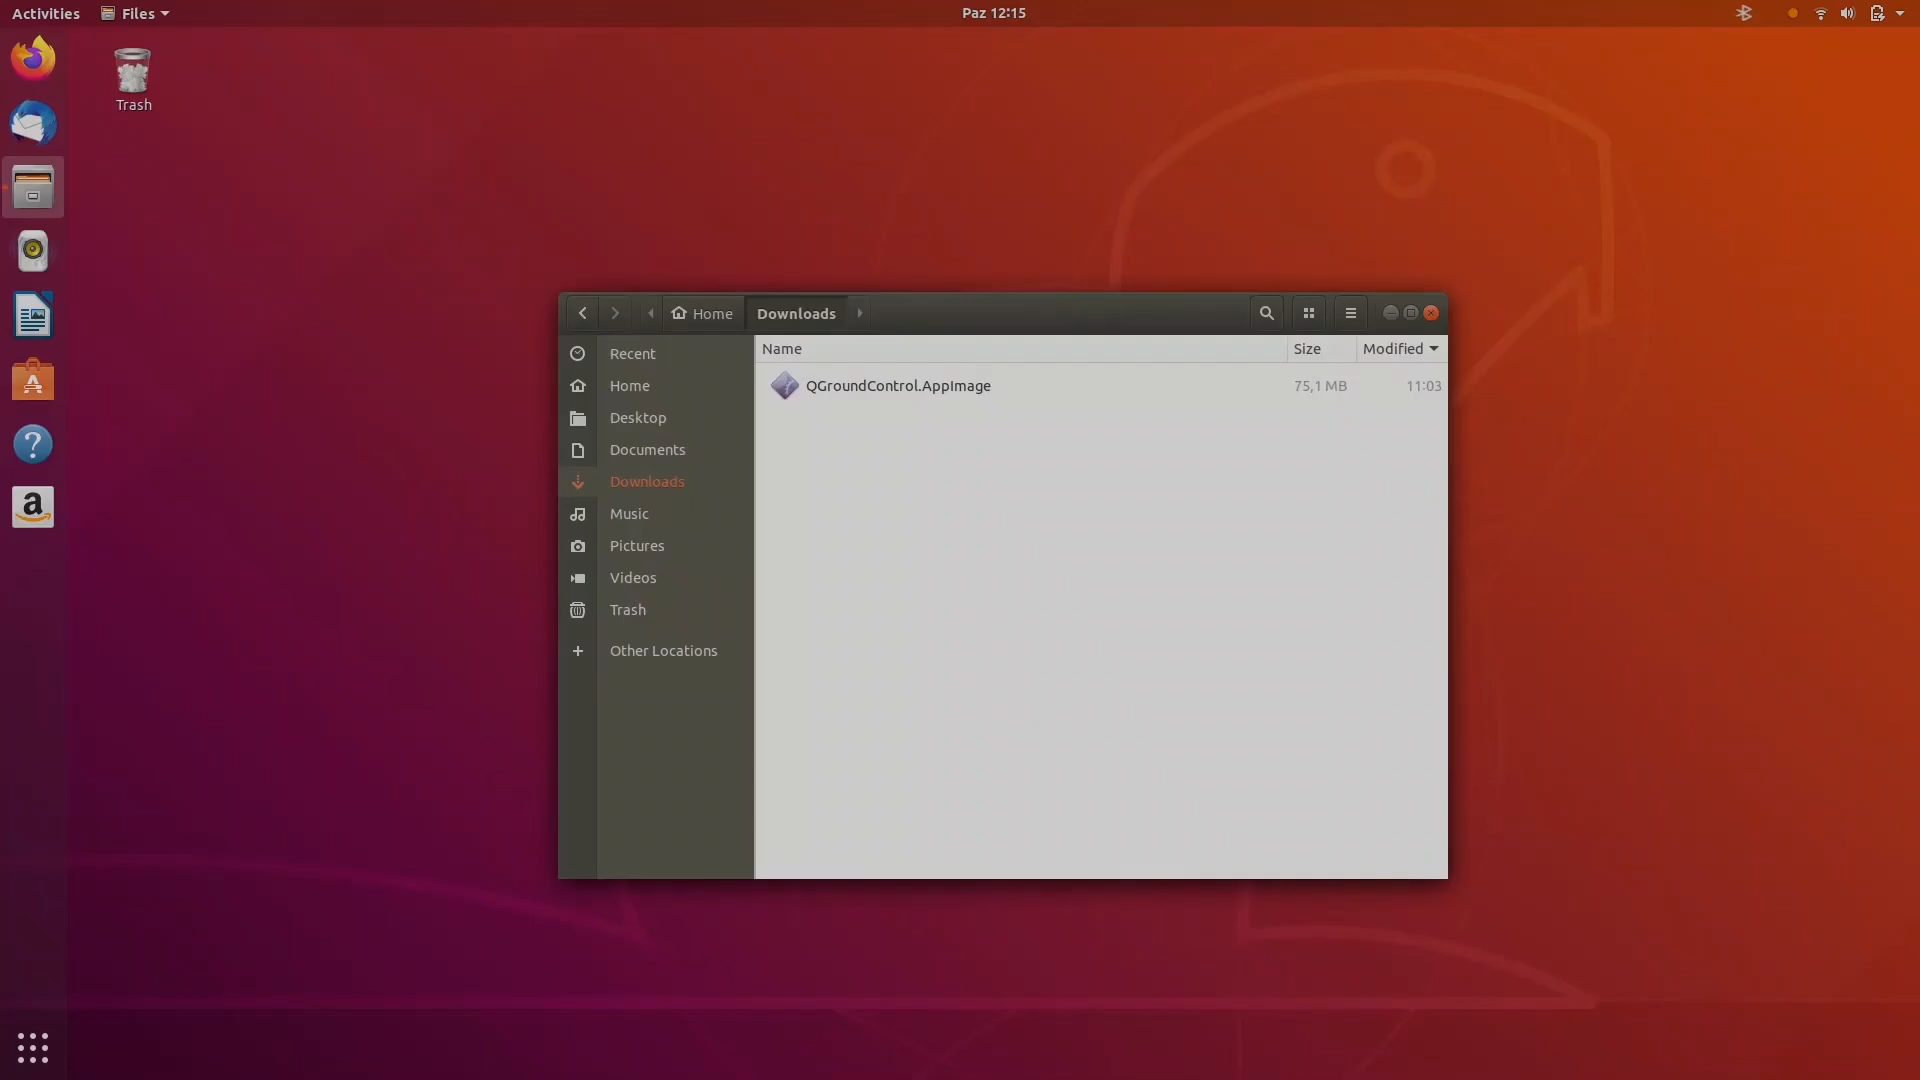 Activities Files Paz 12:15
Trash
Home Downloads
Name Size Modified
QGroundControl.AppImage 75,1 MB 11:03
Recent
Home
Desktop
Documents
Downloads
Music
Pictures
Videos
Trash
Other Locations